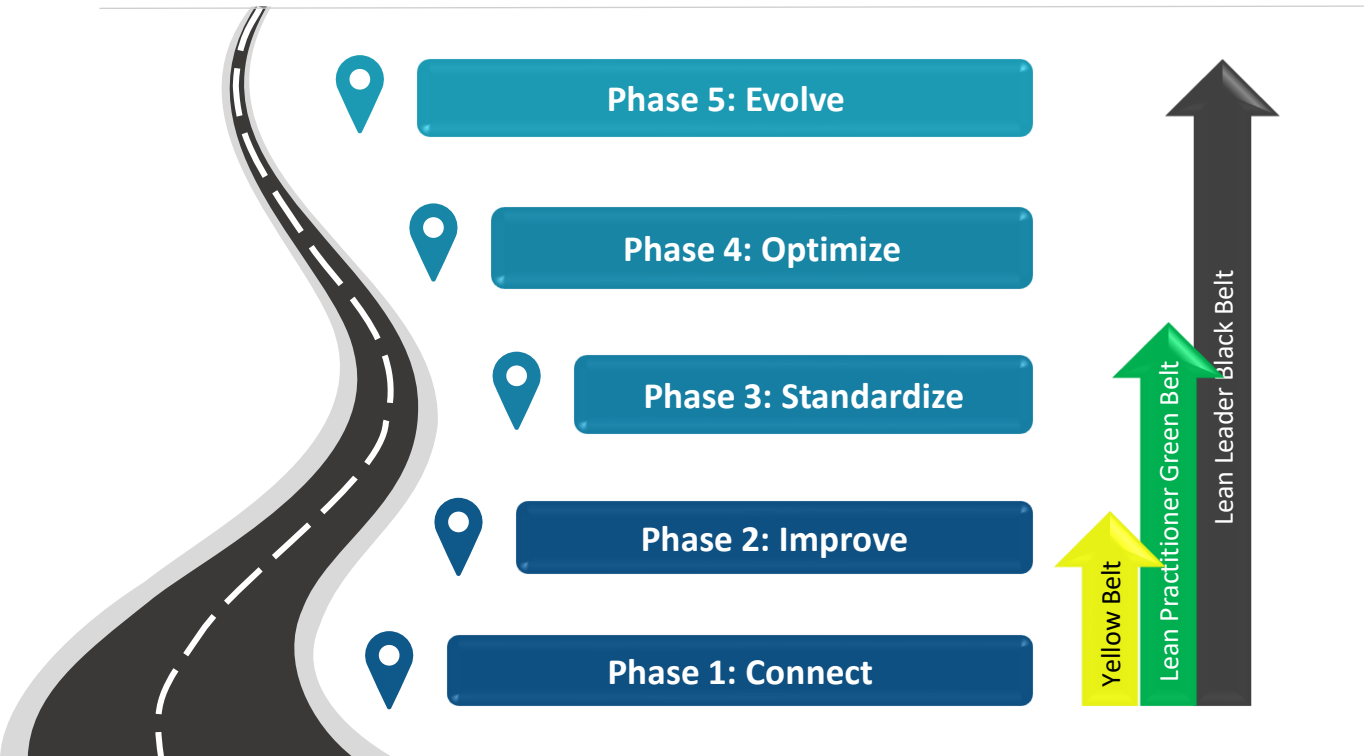 Phase 5: Evolve
Phase 4: Optimize
Phase 3: Standardize
Phase 2: Improve
Phase 1: Connect
Yellow Belt
Lean Practitioner Green Belt
Lean Leader Black Belt